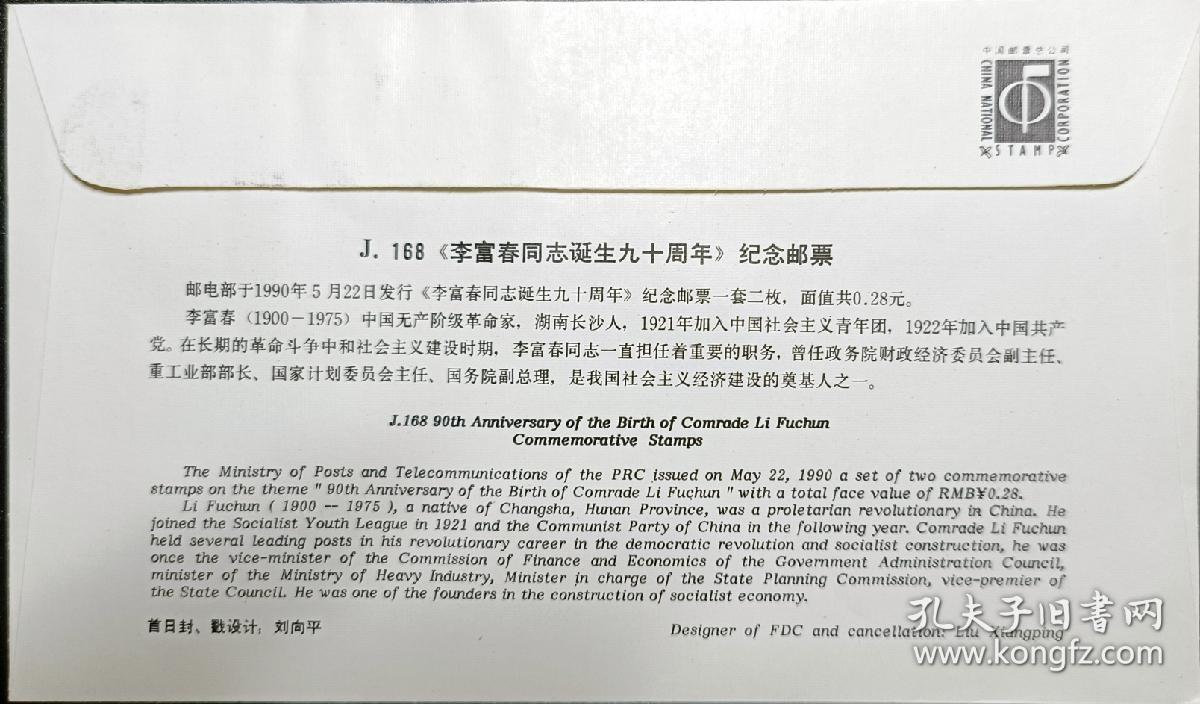 中国邮票总公司
CHINA NATIONAL
STAMP
CORPORATION
J. 168《李富春同志诞生九十周年》纪念邮票
邮电部于1990年5月22日发行《李富春同志诞生九十周年》纪念邮票一套二枚，面值共0.28元。
李富春（1900－1975）中国无产阶级革命家，湖南长沙人，1921年加入中国社会主义青年团，1922年加入中国共产
党。在长期的革命斗争中和社会主义建设时期，李富春同志一直担任着重要的职务，曾任政务院财政经济委员会副主任、
重工业部部长、国家计划委员会主任、国务院副总理，是我国社会主义经济建设的奠基人之一。
J.168 90th Anniversary of the Birth of Comrade Li Fuchun
Commemorative Stamps
The Ministry of Posts and Telecommunications of the PRC issued on May 22, 1990 a set of two commemorative
stamps on the theme " 90th Anniversary of the Birth of Comrade Li Fuchun " with a total face value of RMB¥0.28.
Li Fuchun ( 1900 -- 1975 ), a native of Changsha, Hunan Province, was a proletarian revolutionary in China. He
joined the Socialist Youth League in 1921 and the Communist Party of China in the following year. Comrade Li Fuchun
held several leading posts in his revolutionary career in the democratic revolution and socialist construction, he was
once the vice-minister of the Commission of Finance and Economics of the Government Administration Council,
minister of the Ministry of Heavy Industry, Minister in charge of the State Planning Commission, vice-premier of
the State Council. He was one of the founders in the construction of socialist economy.
首日封、戳设计：刘向平
Designer of FDC and cancellation: Liu Xiangping
孔夫子旧书网
www.kongfz.com